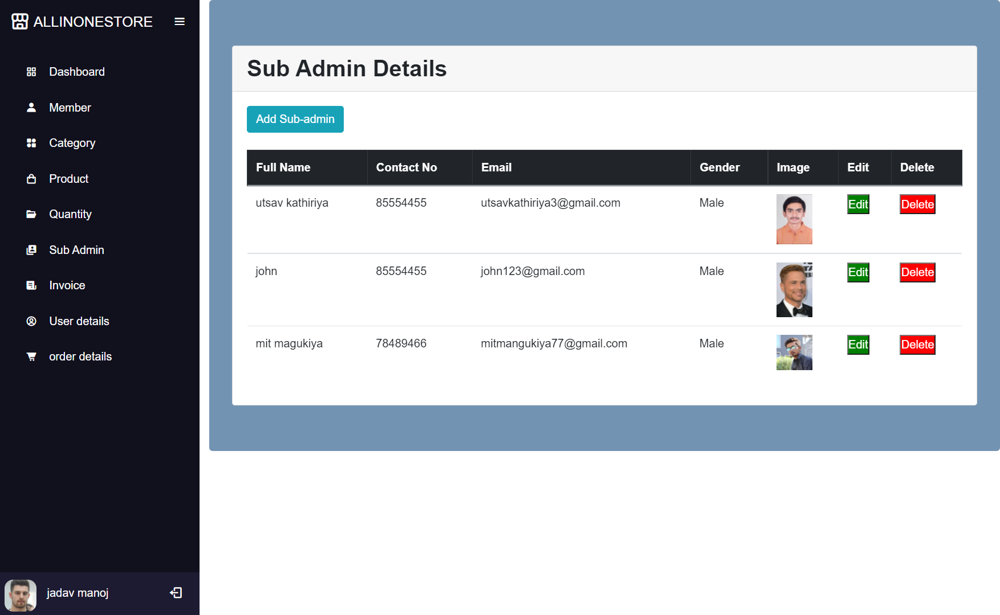 ALLINONESTORE
Dashboard
Member
Category
Product
Quantity
Sub Admin
Invoice
User details
order details
jadav manoj
Sub Admin Details
Add Sub-admin
Full Name Contact No Email Gender Image Edit Delete
utsav kathiriya 85554455 utsavkathiriya3@gmail.com Male Edit Delete
john 85554455 john123@gmail.com Male Edit Delete
mit magukiya 78489466 mitmangukiya77@gmail.com Male Edit Delete